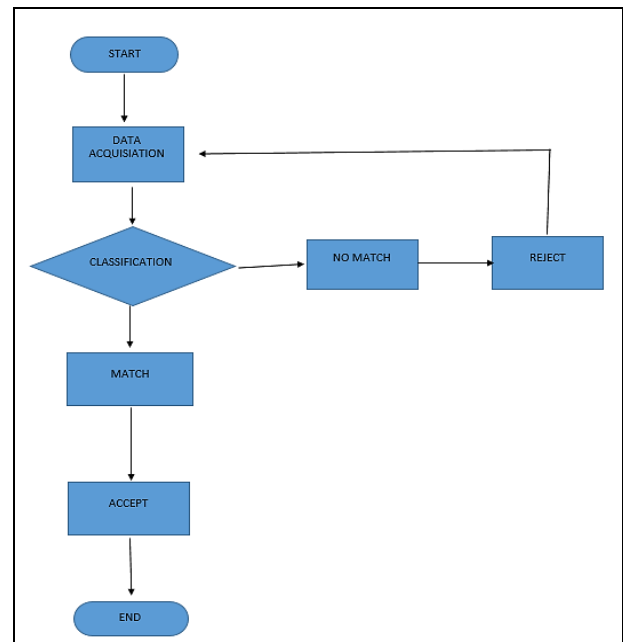 START
DATA
ACQUISIATION
CLASSIFICATION
NO MATCH
REJECT
MATCH
ACCEPT
END